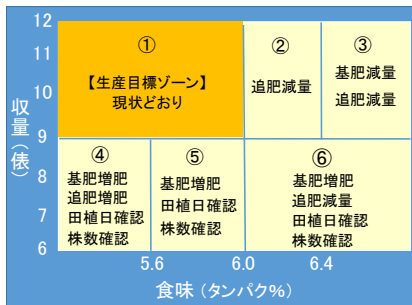 12
11
10
9
8
7
6
収量(俵)
①
【生産目標ゾーン】
現状どおり
②
追肥減量
③
基肥減量
追肥減量
④
基肥増肥
追肥増肥
田植日確認
株数確認
⑤
基肥増肥
田植日確認
株数確認
⑥
基肥増肥
追肥減量
田植日確認
株数確認
5.6
6.0
6.4
食味(タンパク%)